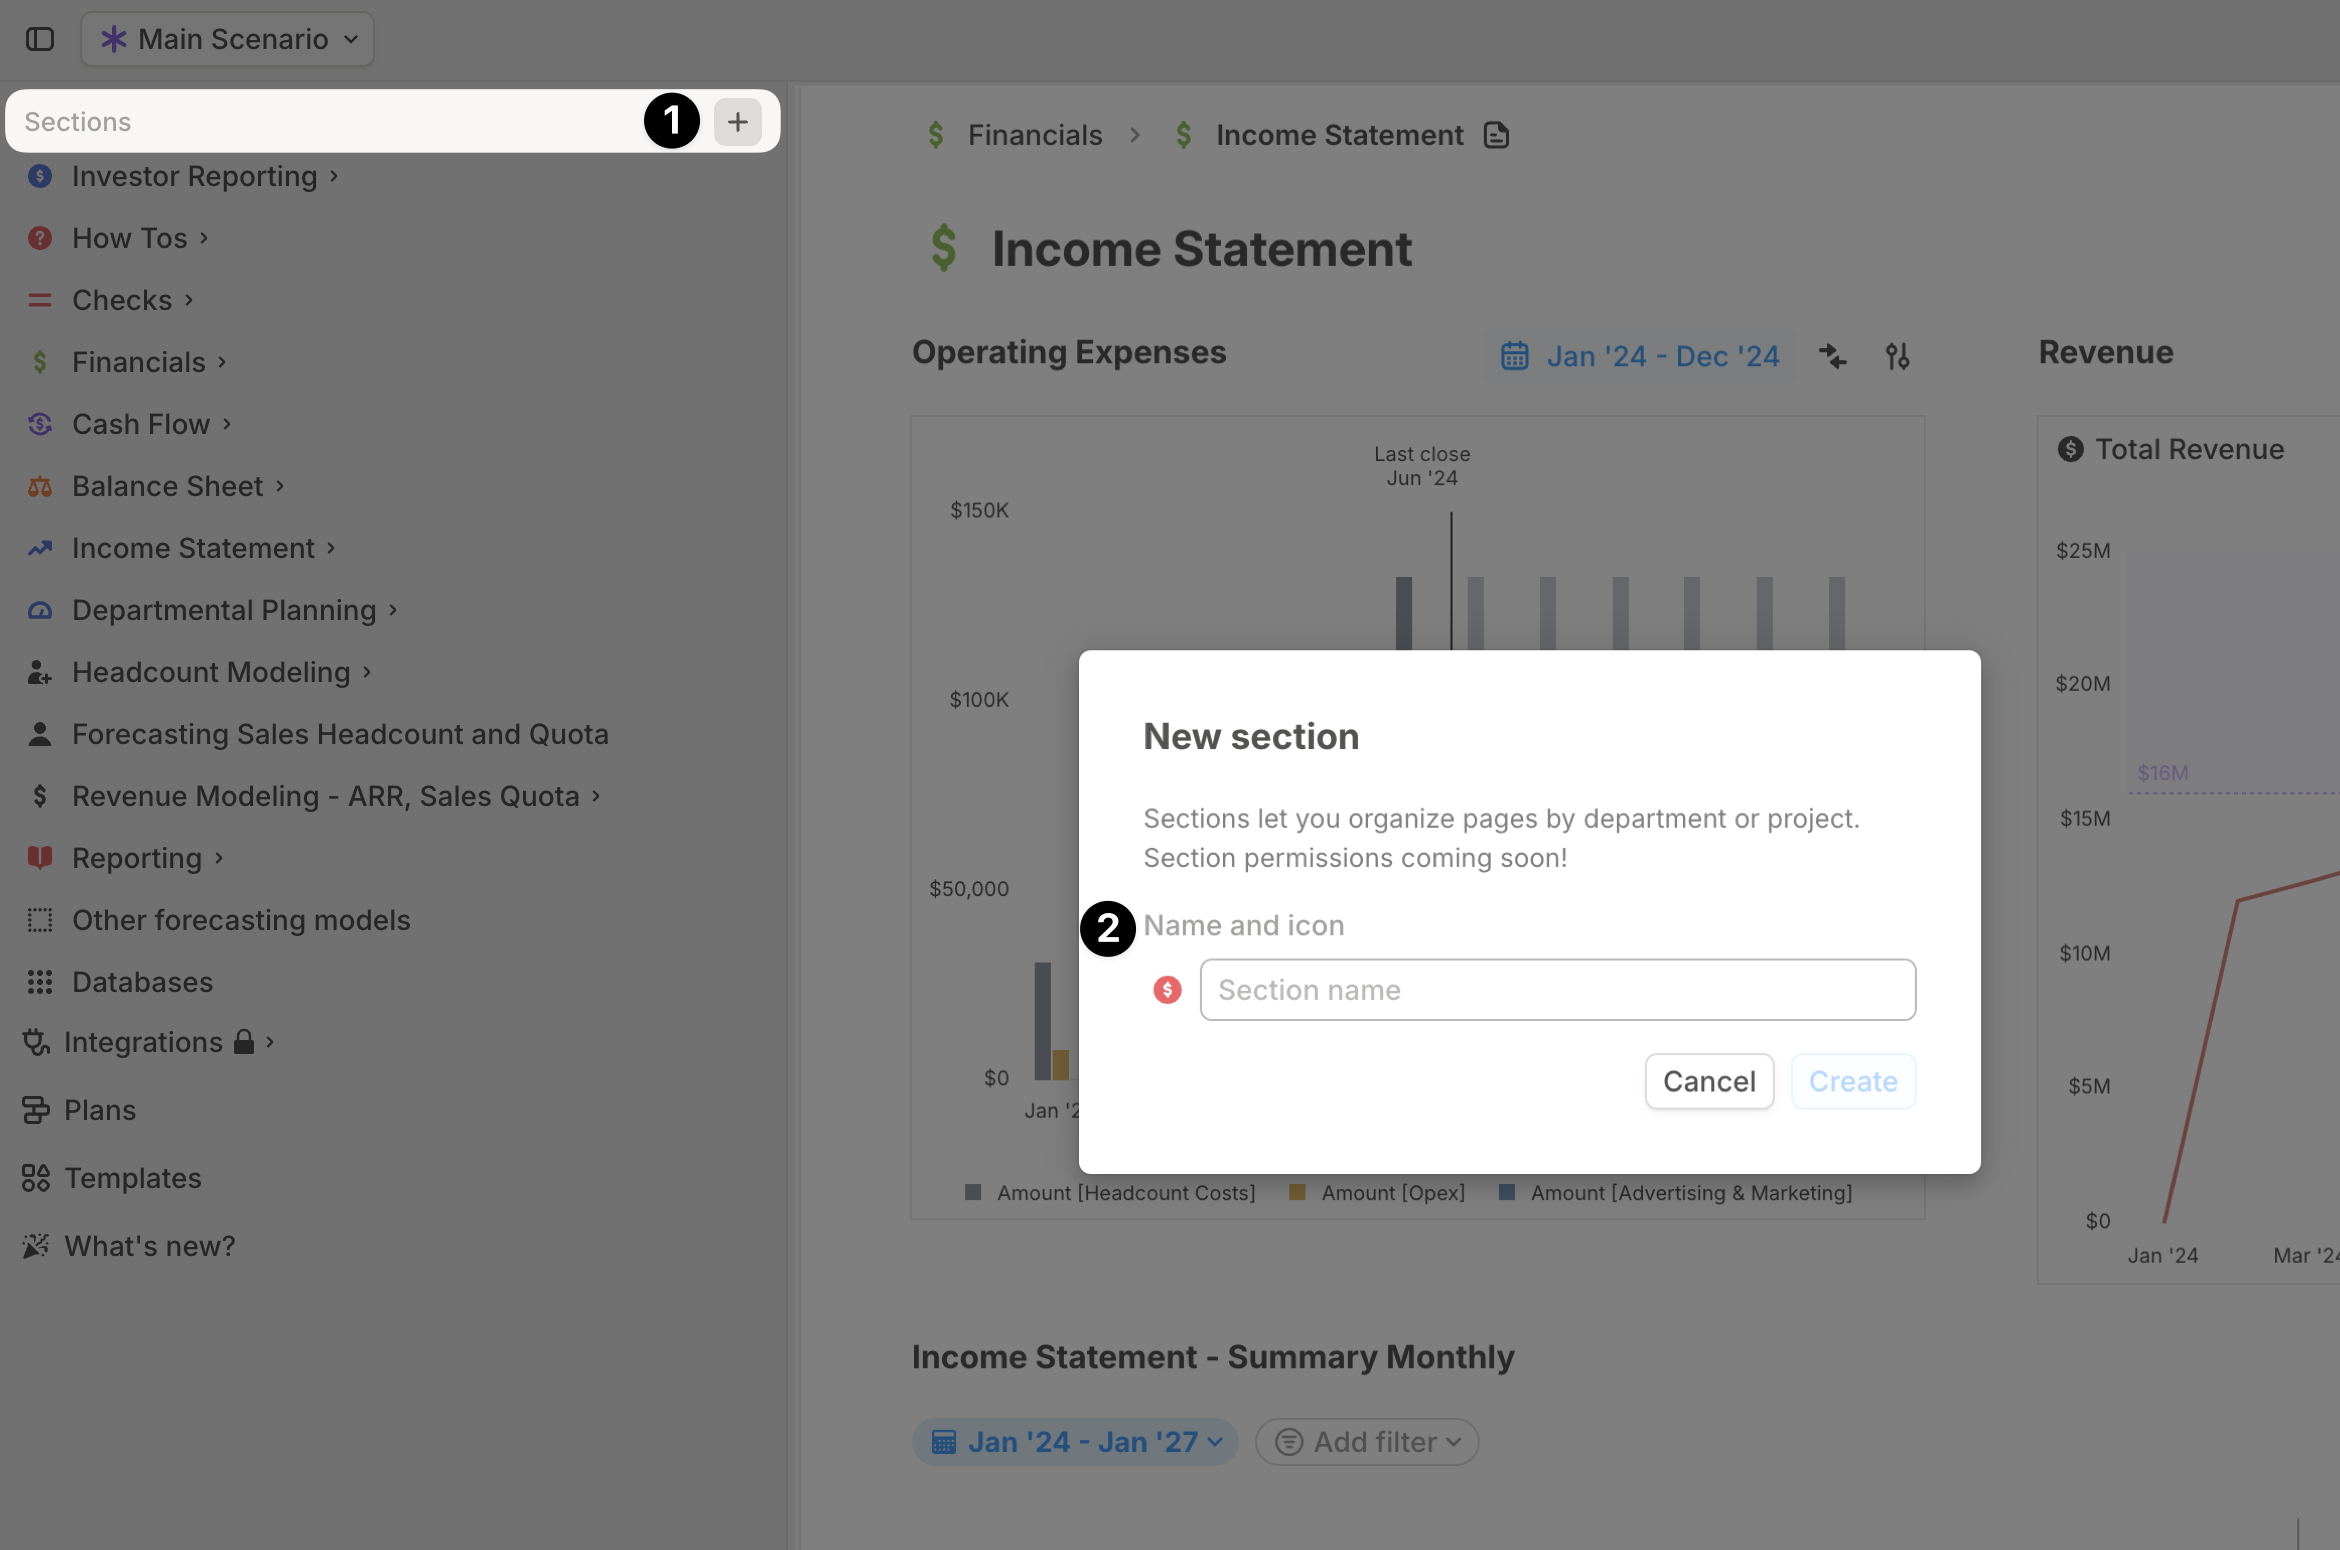 Main Scenario
Sections
1
+
Investor Reporting
How Tos
Checks
Financials
Cash Flow
Balance Sheet
Income Statement
Departmental Planning
Headcount Modeling
Forecasting Sales Headcount and Quota
Revenue Modeling - ARR, Sales Quota
Reporting
Other forecasting models
Databases
Integrations
Plans
Templates
What's new?
Financials > Income Statement
Income Statement
Operating Expenses
Jan '24 - Dec '24
Last close
Jun '24
$150K
$100K
$50,000
$0
Jan '2
Amount [Headcount Costs] Amount [Opex] Amount [Advertising & Marketing]
Revenue
Total Revenue
$25M
$20M
$16M
$15M
$10M
$5M
$0
Jan '24 Mar '24
New section
Sections let you organize pages by department or project.
Section permissions coming soon!
2
Name and icon
Section name
Cancel
Create
Income Statement - Summary Monthly
Jan '24 - Jan '27
Add filter